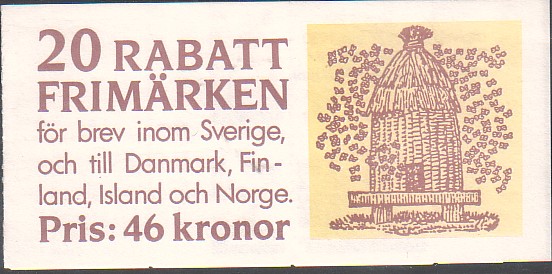 20 RABATT
FRIMÄRKEN
för brev inom Sverige,
och till Danmark, Fin-
land, Island och Norge.
Pris: 46 kronor